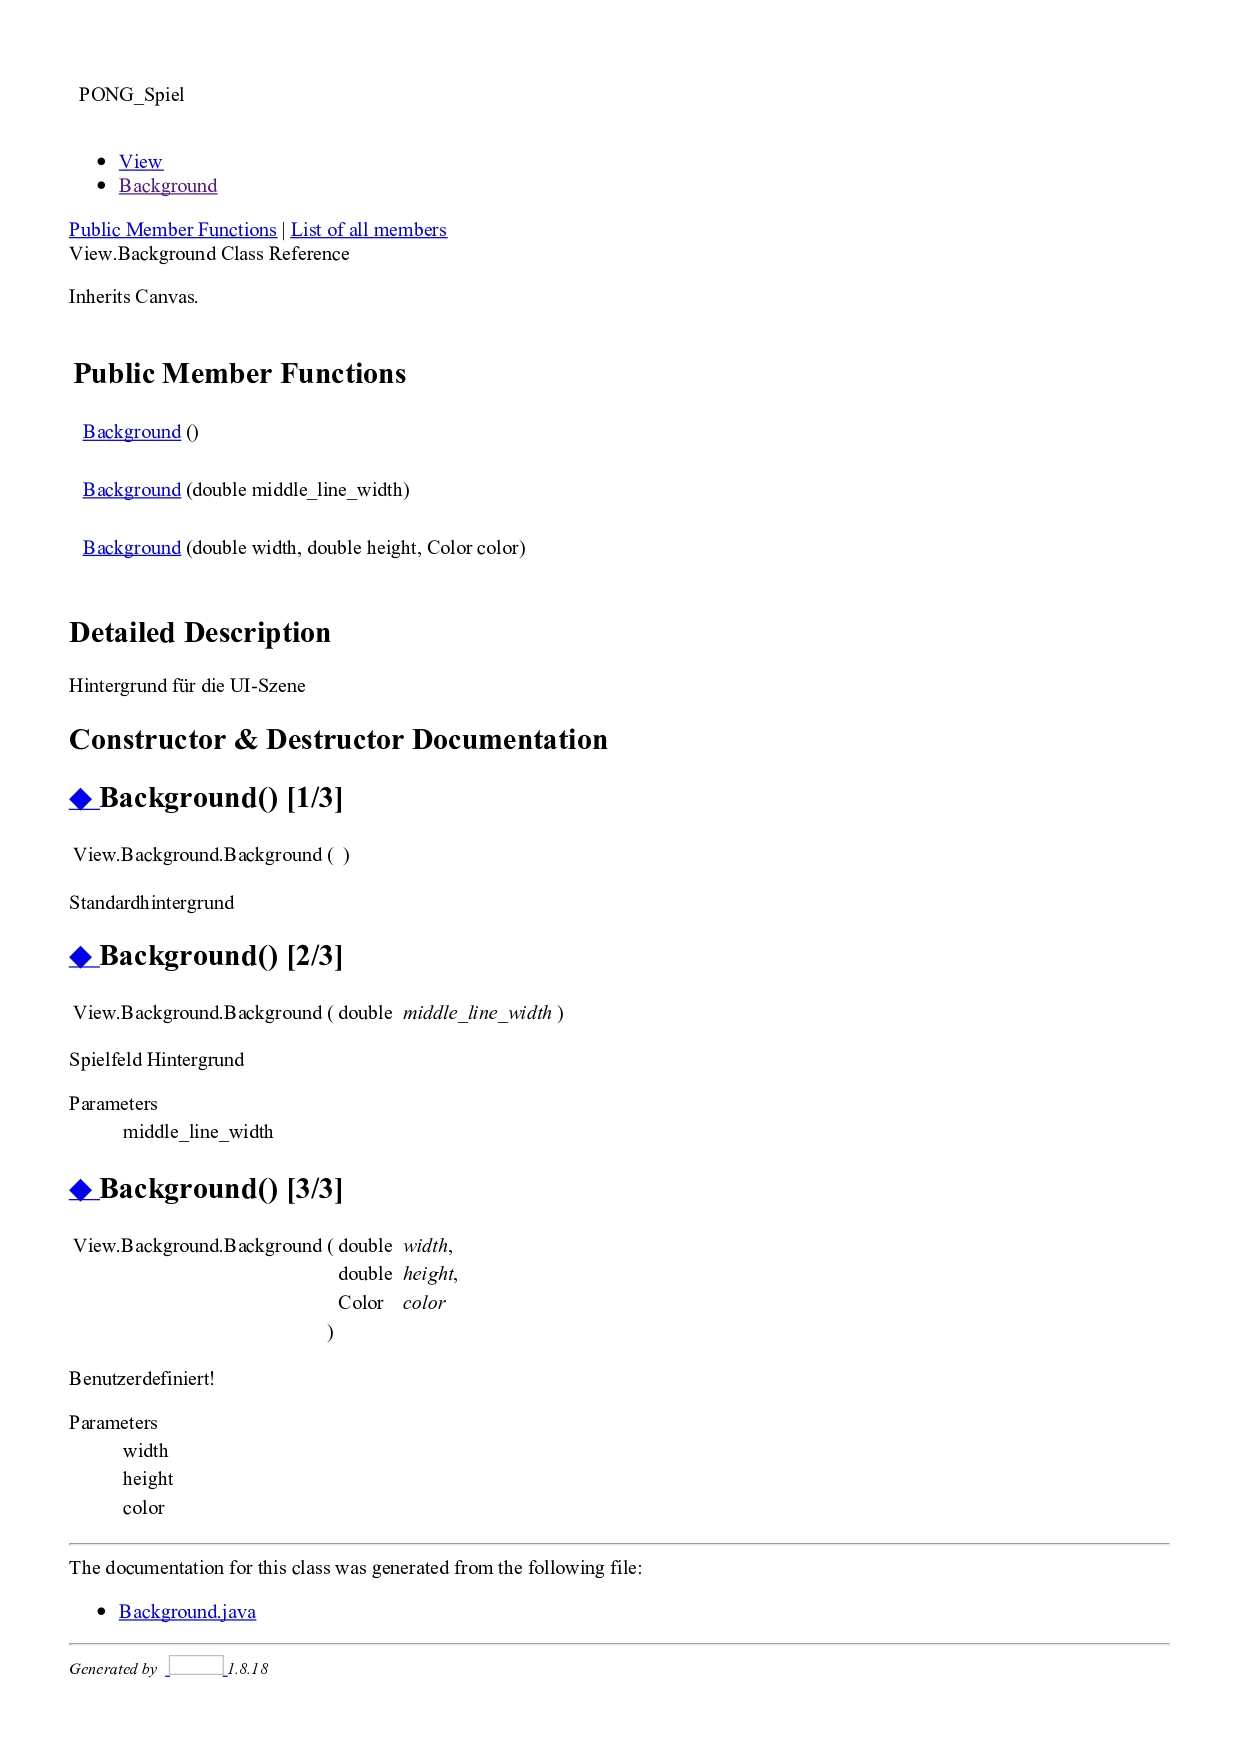 PONG_Spiel
View
Background
Public Member Functions | List of all members
View.Background Class Reference
Inherits Canvas.
Public Member Functions
Background ()
Background (double middle_line_width)
Background (double width, double height, Color color)
Detailed Description
Hintergrund für die UI-Szene
Constructor & Destructor Documentation
◆ Background() [1/3]
View.Background.Background ( )
Standardhintergrund
◆ Background() [2/3]
View.Background.Background ( double middle_line_width )
Spielfeld Hintergrund
Parameters
middle_line_width
◆ Background() [3/3]
View.Background.Background ( double width,
double height,
Color color
)
Benutzerdefiniert!
Parameters
width
height
color
The documentation for this class was generated from the following file:
Background.java
Generated by 1.8.18